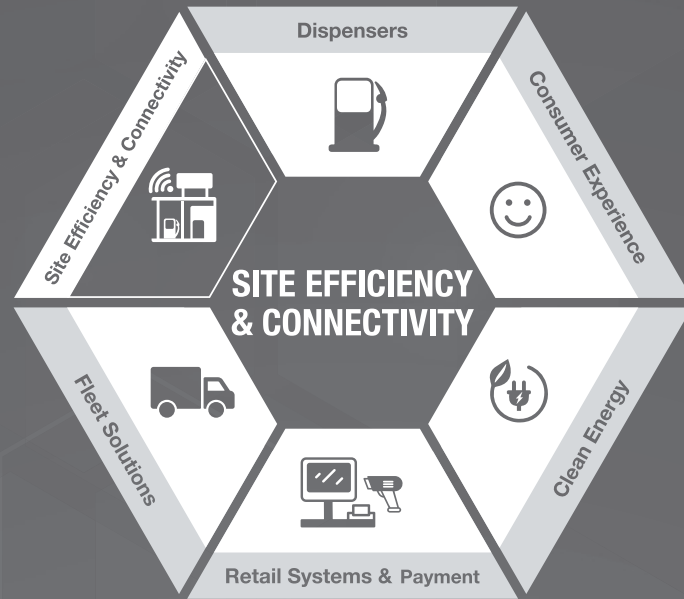 Dispensers
Site Efficiency & Connectivity
Consumer Experience
SITE EFFICIENCY
& CONNECTIVITY
Fleet Solutions
Clean Energy
Retail Systems & Payment